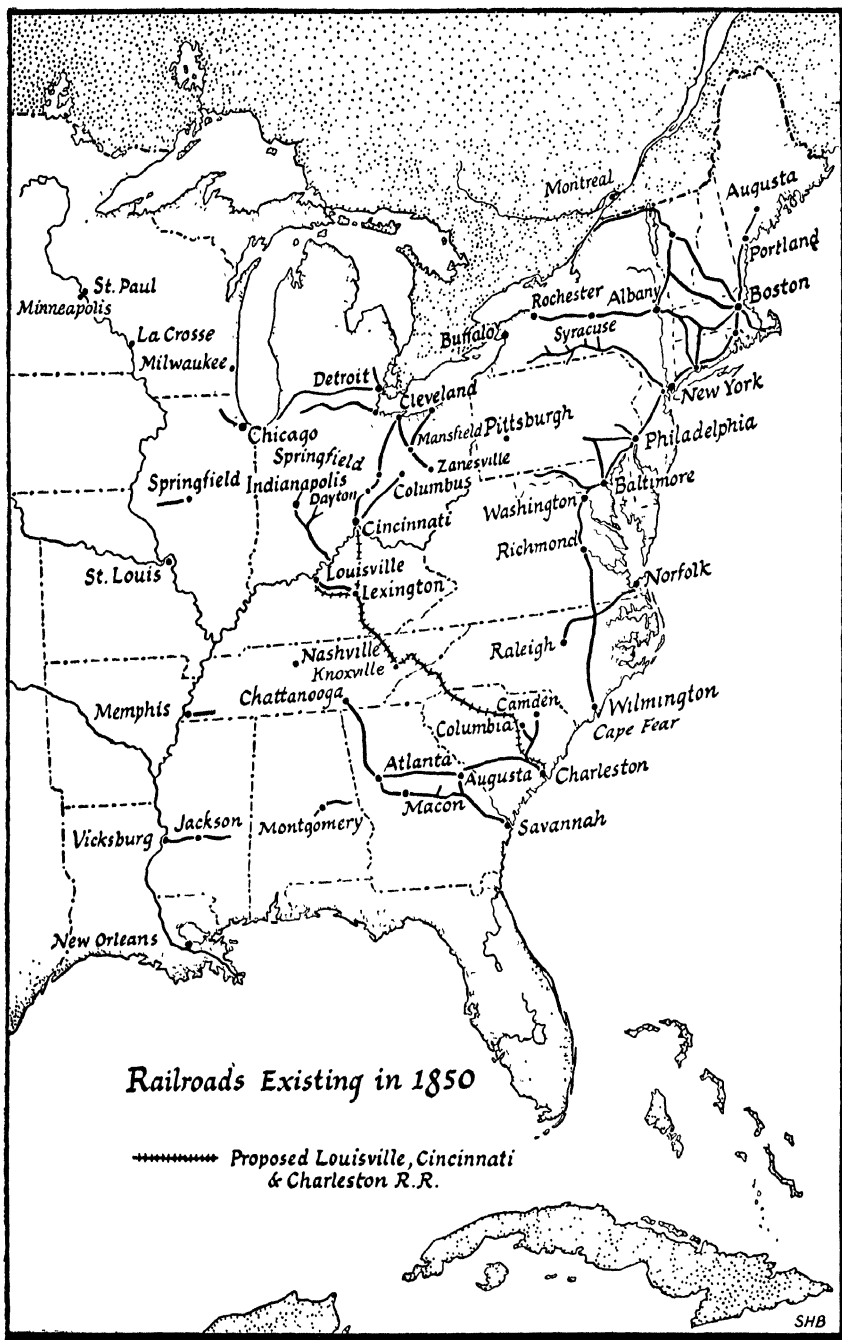 Montreal
Augusta
Portland
St. Paul
Minneapolis
Rochester
Albany
Boston
Buffalo
Syracuse
La Crosse
Milwaukee
Detroit
Cleveland
New York
Chicago
Mansfield
Pittsburgh
Philadelphia
Springfield
Zanesville
Springfield
Indianapolis
Dayton
Columbus
Baltimore
Washington
Cincinnati
Richmond
St. Louis
Louisville
Lexington
Norfolk
Nashville
Knoxville
Raleigh
Memphis
Chattanooga
Camden
Wilmington
Columbia
Cape Fear
Atlanta
Augusta
Charleston
Macon
Vicksburg
Jackson
Montgomery
Savannah
New Orleans
Railroads Existing in 1850
Proposed Louisville, Cincinnati
& Charleston R.R.
SHB